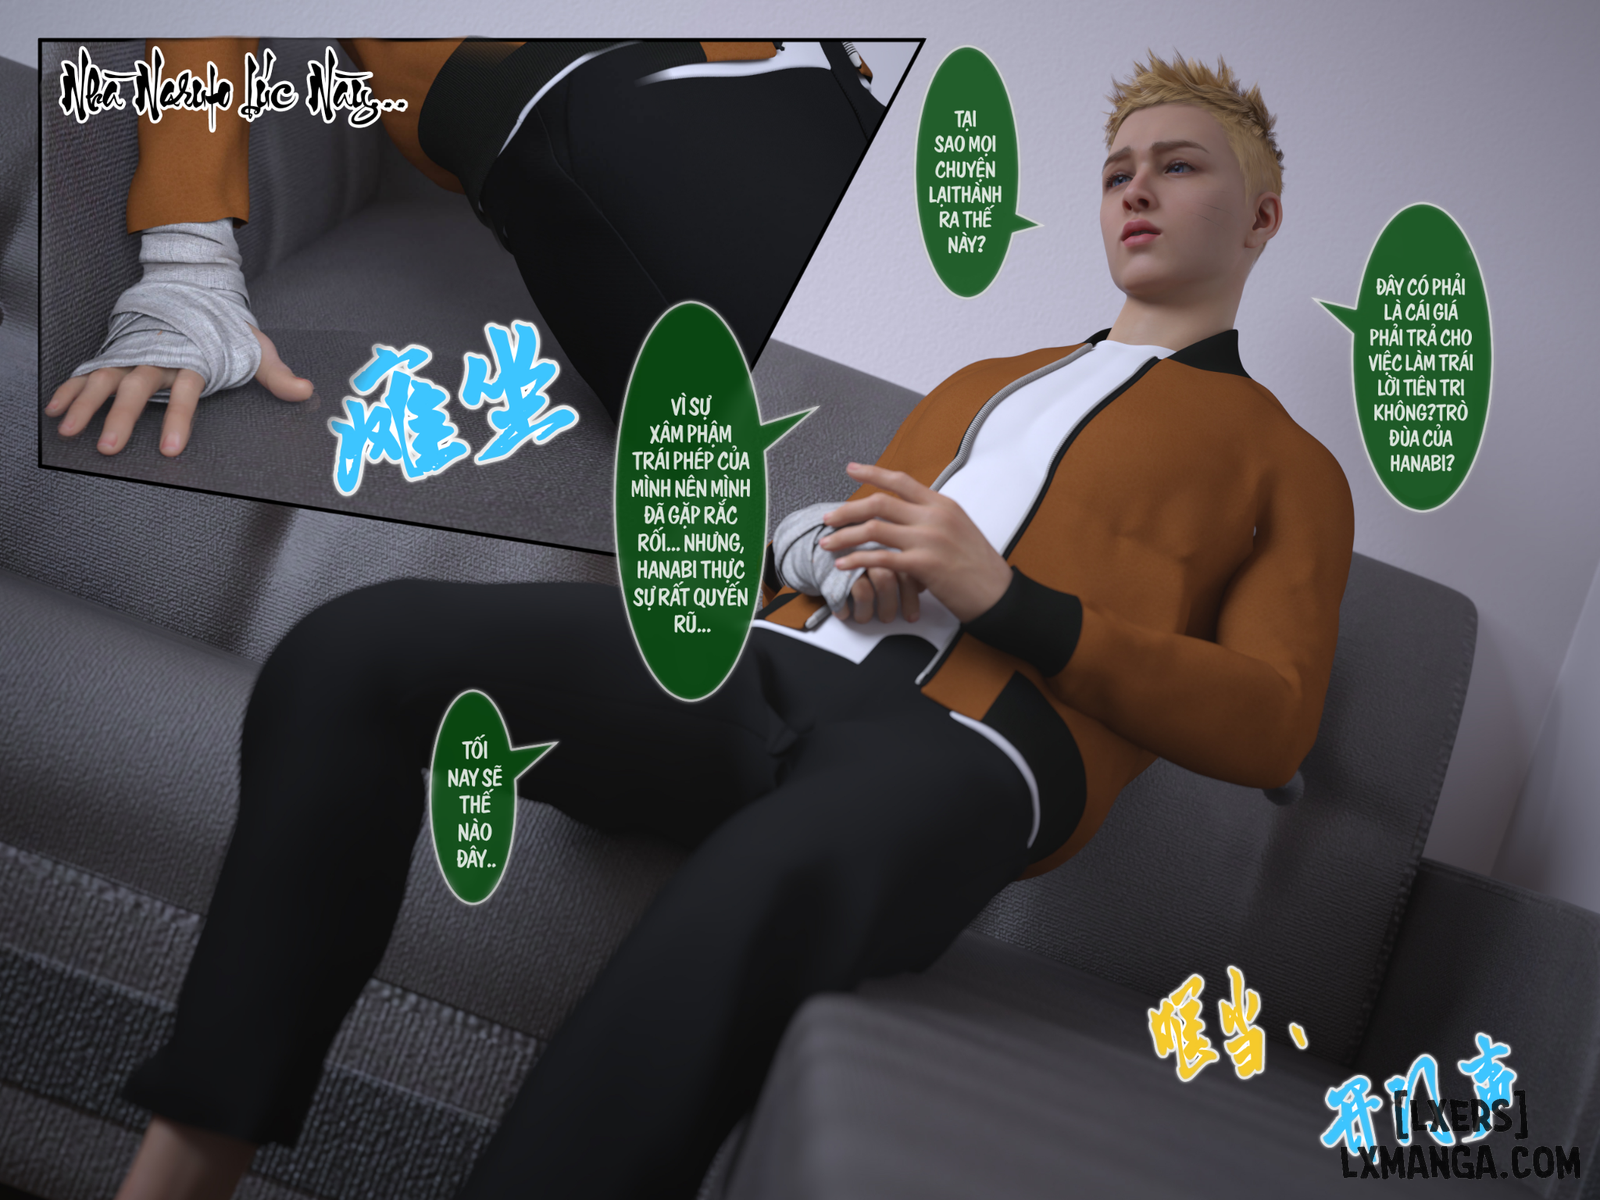 Nhà Naruto Lúc Này...
TẠI
SAO MỌI
CHUYỆN
LẠITHÀNH
RA THẾ
NÀY?
ĐÂY CÓ PHẢI
LÀ CÁI GIÁ
PHẢI TRẢ CHO
VIỆC LÀM TRÁI
LỜI TIÊN TRI
KHÔNG?TRÒ
ĐÙA CỦA
HANABI?
瘫坐
VÌ SỰ
XÂM PHẬM
TRÁI PHÉP CỦA
MÌNH NÊN MÌNH
ĐÃ GẶP RẮC
RỐI... NHƯNG,
HANABI THỰC
SỰ RẤT QUYẾN
RŨ...
TỐI
NAY SẼ
THẾ
NÀO
ĐÂY..
哐当、
开门声
[LXERS]
LXMANGA.COM